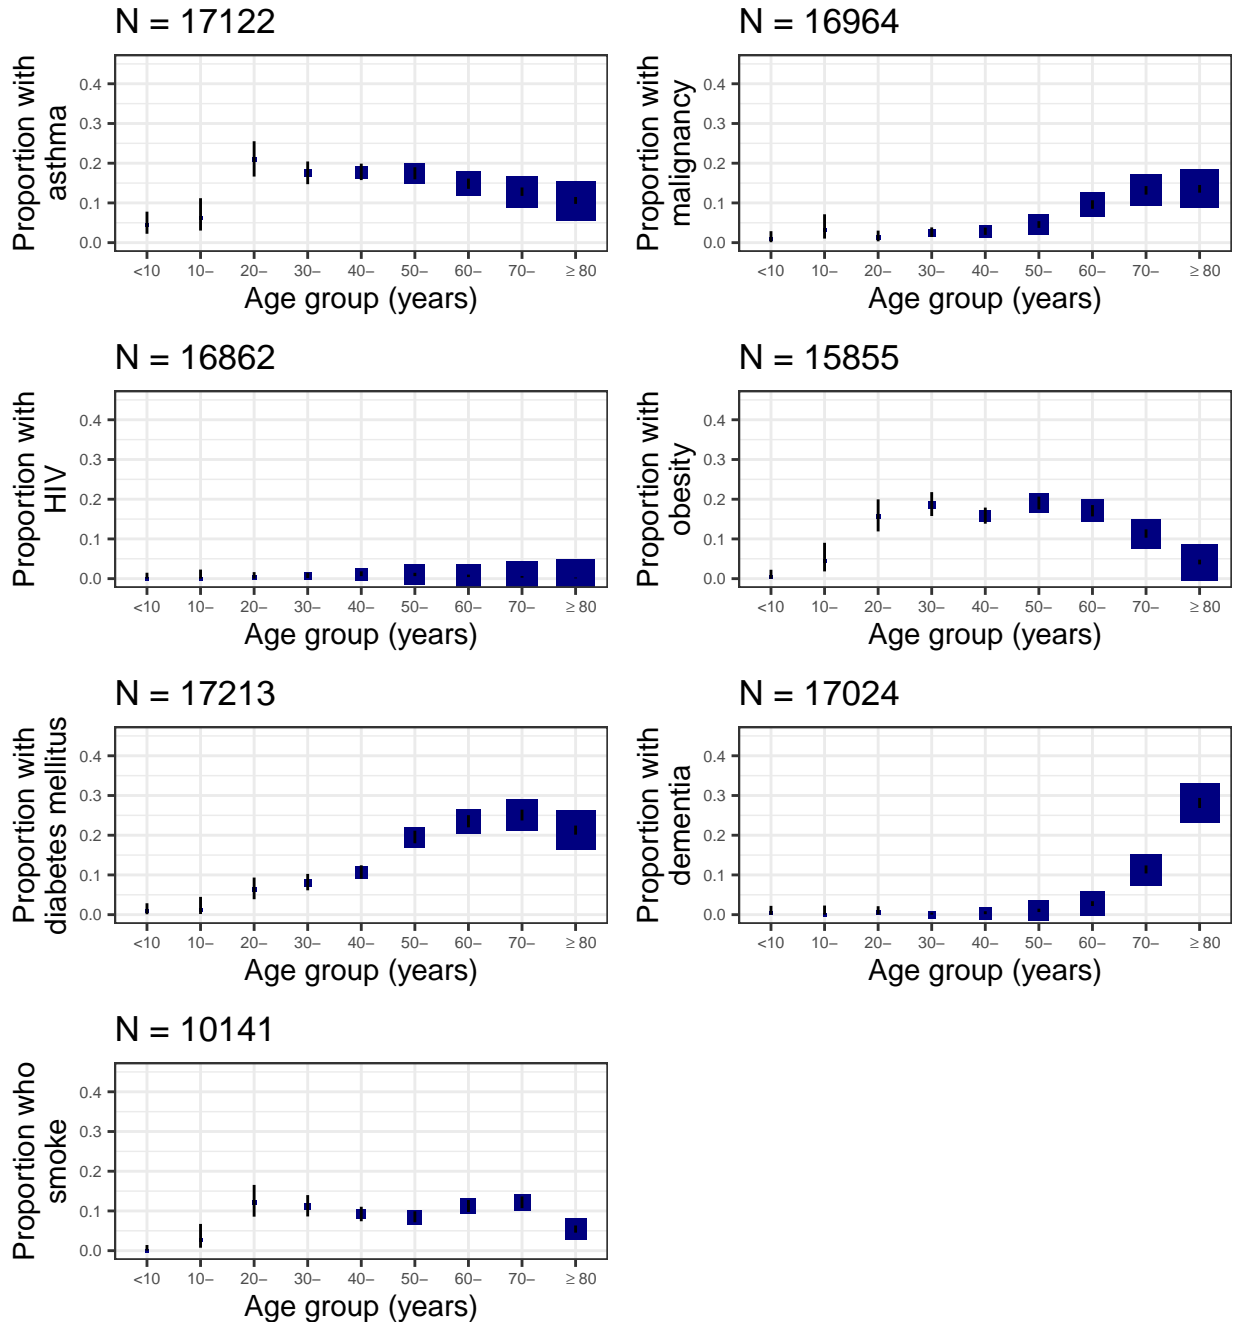 N = 17122
Proportion with
asthma
0.4
0.3
0.2
0.1
0.0
<10 10− 20− 30− 40− 50− 60− 70− ≥ 80
Age group (years)
N = 16964
Proportion with
malignancy
0.4
0.3
0.2
0.1
0.0
<10 10− 20− 30− 40− 50− 60− 70− ≥ 80
Age group (years)
N = 16862
Proportion with
HIV
0.4
0.3
0.2
0.1
0.0
<10 10− 20− 30− 40− 50− 60− 70− ≥ 80
Age group (years)
N = 15855
Proportion with
obesity
0.4
0.3
0.2
0.1
0.0
<10 10− 20− 30− 40− 50− 60− 70− ≥ 80
Age group (years)
N = 17213
Proportion with
diabetes mellitus
0.4
0.3
0.2
0.1
0.0
<10 10− 20− 30− 40− 50− 60− 70− ≥ 80
Age group (years)
N = 17024
Proportion with
dementia
0.4
0.3
0.2
0.1
0.0
<10 10− 20− 30− 40− 50− 60− 70− ≥ 80
Age group (years)
N = 10141
Proportion who
smoke
0.4
0.3
0.2
0.1
0.0
<10 10− 20− 30− 40− 50− 60− 70− ≥ 80
Age group (years)